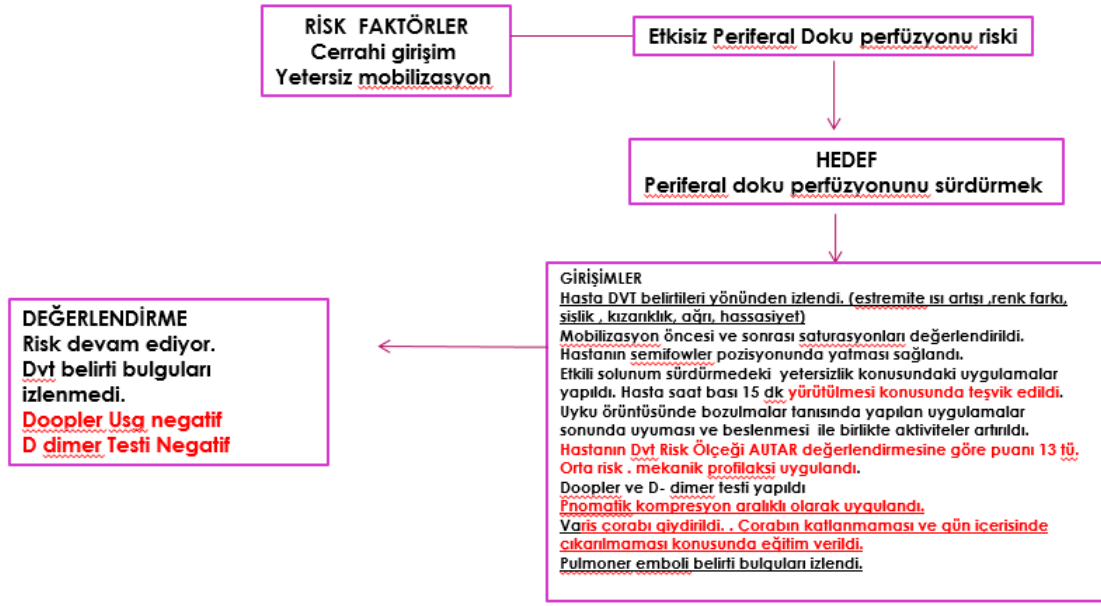 RİSK FAKTÖRLER
Cerrahi girişim
Yetersiz mobilizasyon
Etkisiz Periferal Doku perfüzyonu riski
HEDEF
Periferal doku perfüzyonunu sürdürmek
GİRİŞİMLER
Hasta DVT belirtileri yönünden izlendi. (estremite ısı artısı ,renk farkı,
sislik , kızarıklık, ağrı, hassasiyet)
Mobilizasyon öncesi ve sonrası saturasyonları değerlendirildi.
Hastanın semifowler pozisyonunda yatması sağlandı.
Etkili solunum sürdürmedeki yetersizlik konusundaki uygulamalar
yapıldı. Hasta saat bası 15 dk yürütülmesi konusunda teşvik edildi.
Uyku örüntüsünde bozulmalar tanısında yapılan uygulamalar
sonunda uyuması ve beslenmesi ile birlikte aktiviteler artırıldı.
Hastanın Dvt Risk Ölçeği AUTAR değerlendirmesine göre puanı 13 tü.
Orta risk . mekanik profilaksi uygulandı.
Doopler ve D- dimer testi yapıldı
Pnomatik kompresyon aralıklı olarak uygulandı.
Varis çorabı giydirildi. . Çorabın katlanmaması ve gün içerisinde
çıkarılmaması konusunda eğitim verildi.
Pulmoner emboli belirti bulguları izlendi.
DEĞERLENDİRME
Risk devam ediyor.
Dvt belirti bulguları
izlenmedi.
Doopler Usg negatif
D dimer Testi Negatif